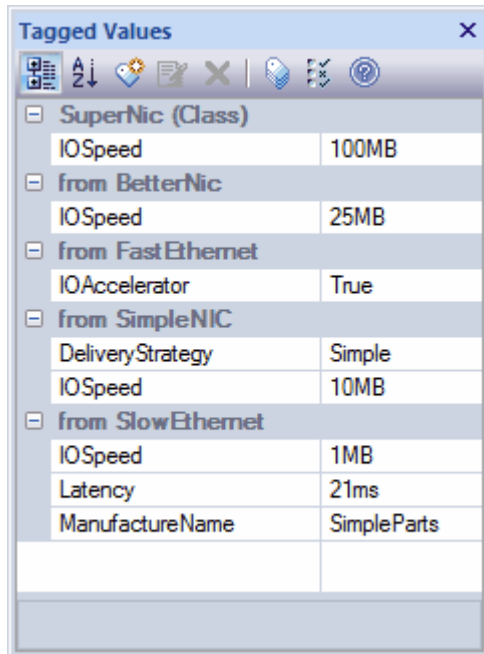 Tagged Values
SuperNic (Class)
IOSpeed 100MB
from BetterNic
IOSpeed 25MB
from FastEthernet
IOAccelerator True
from SimpleNIC
DeliveryStrategy Simple
IOSpeed 10MB
from SlowEthernet
IOSpeed 1MB
Latency 21ms
ManufactureName SimpleParts